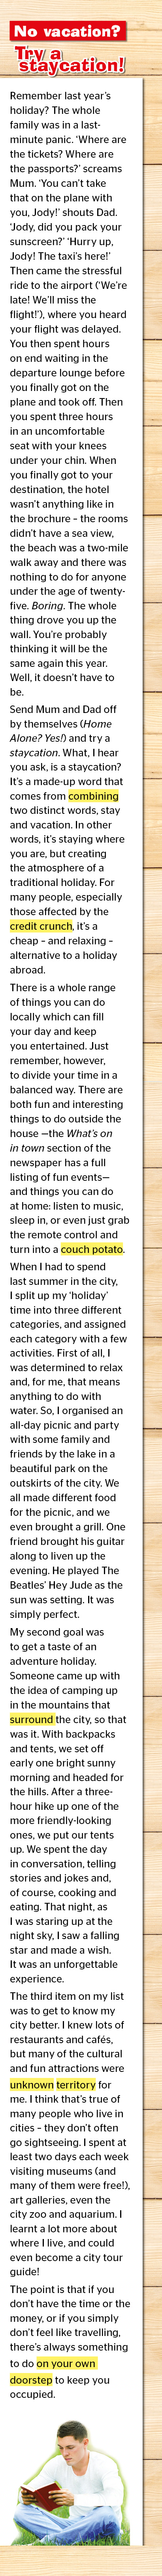 No vacation?
Try a
staycation!
Remember last year's
holiday? The whole
family was in a last-
minute panic. 'Where are
the tickets? Where are
the passports?' screams
Mum. 'You can't take
that on the plane with
you, Jody!' shouts Dad.
'Jody, did you pack your
sunscreen?' 'Hurry up,
Jody! The taxi's here!'
Then came the stressful
ride to the airport ('We're
late! We'll miss the
flight!'), where you heard
your flight was delayed.
You then spent hours
on end waiting in the
departure lounge before
you finally got on the
plane and took off. Then
you spent three hours
in an uncomfortable
seat with your knees
under your chin. When
you finally got to your
destination, the hotel
wasn't anything like in
the brochure – the rooms
didn't have a sea view,
the beach was a two-mile
walk away and there was
nothing to do for anyone
under the age of twenty-
five. Boring. The whole
thing drove you up the
wall. You're probably
thinking it will be the
same again this year.
Well, it doesn't have to
be.
Send Mum and Dad off
by themselves (Home
Alone? Yes!) and try a
staycation. What, I hear
you ask, is a staycation?
It's a made-up word that
comes from combining
two distinct words, stay
and vacation. In other
words, it's staying where
you are, but creating
the atmosphere of a
traditional holiday. For
many people, especially
those affected by the
credit crunch, it's a
cheap – and relaxing –
alternative to a holiday
abroad.
There is a whole range
of things you can do
locally which can fill
your day and keep
you entertained. Just
remember, however,
to divide your time in a
balanced way. There are
both fun and interesting
things to do outside the
house —the What's on
in town section of the
newspaper has a full
listing of fun events—
and things you can do
at home: listen to music,
sleep in, or even just grab
the remote control and
turn into a couch potato.
When I had to spend
last summer in the city,
I split up my 'holiday'
time into three different
categories, and assigned
each category with a few
activities. First of all, I
was determined to relax
and, for me, that means
anything to do with
water. So, I organised an
all-day picnic and party
with some family and
friends by the lake in a
beautiful park on the
outskirts of the city. We
all made different food
for the picnic, and we
even brought a grill. One
friend brought his guitar
along to liven up the
evening. He played The
Beatles' Hey Jude as the
sun was setting. It was
simply perfect.
My second goal was
to get a taste of an
adventure holiday.
Someone came up with
the idea of camping up
in the mountains that
surround the city, so that
was it. With backpacks
and tents, we set off
early one bright sunny
morning and headed for
the hills. After a three-
hour hike up one of the
more friendly-looking
ones, we put our tents
up. We spent the day
in conversation, telling
stories and jokes and,
of course, cooking and
eating. That night, as
I was staring up at the
night sky, I saw a falling
star and made a wish.
It was an unforgettable
experience.
The third item on my list
was to get to know my
city better. I knew lots of
restaurants and cafés,
but many of the cultural
and fun attractions were
unknown territory for
me. I think that's true of
many people who live in
cities – they don't often
go sightseeing. I spent at
least two days each week
visiting museums (and
many of them were free!),
art galleries, even the
city zoo and aquarium. I
learnt a lot more about
where I live, and could
even become a city tour
guide!
The point is that if you
don't have the time or the
money, or if you simply
don't feel like travelling,
there's always something
to do on your own
doorstep to keep you
occupied.